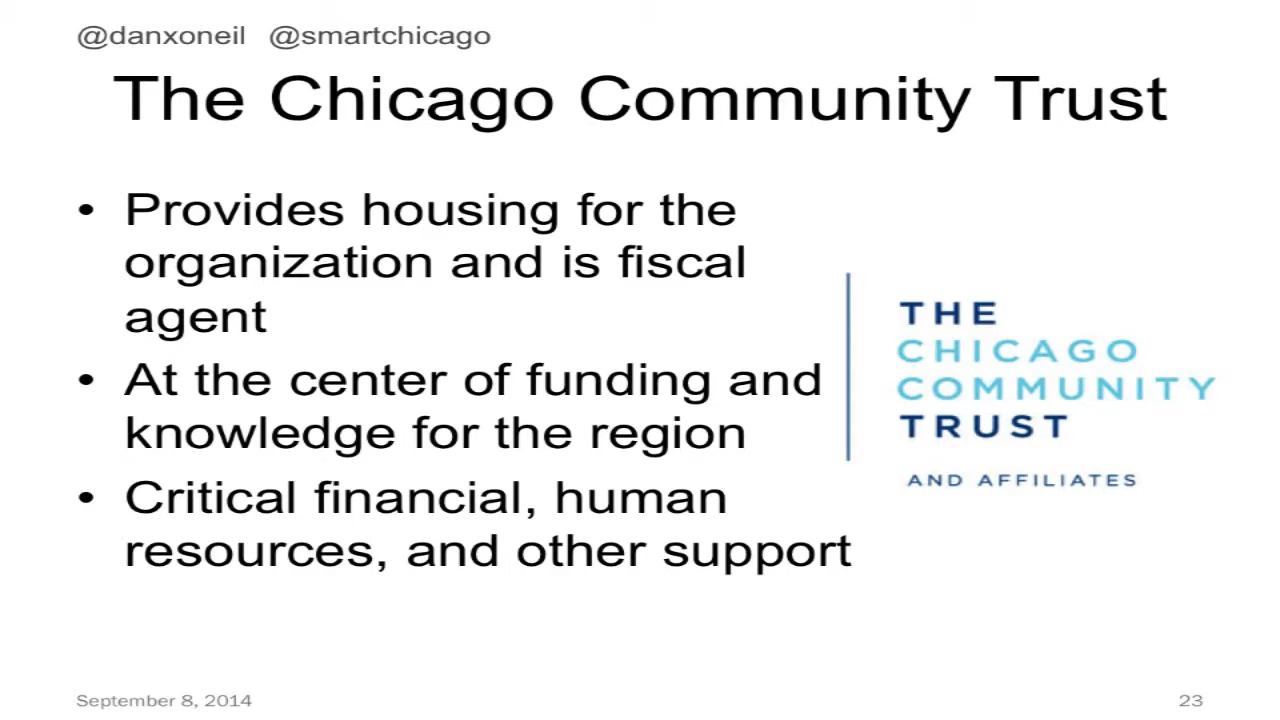 @danxoneil @smartchicago
The Chicago Community Trust
• Provides housing for the
organization and is fiscal
agent
• At the center of funding and
knowledge for the region
• Critical financial, human
resources, and other support
THE
CHICAGO
COMMUNITY
TRUST
AND AFFILIATES
September 8, 2014
23